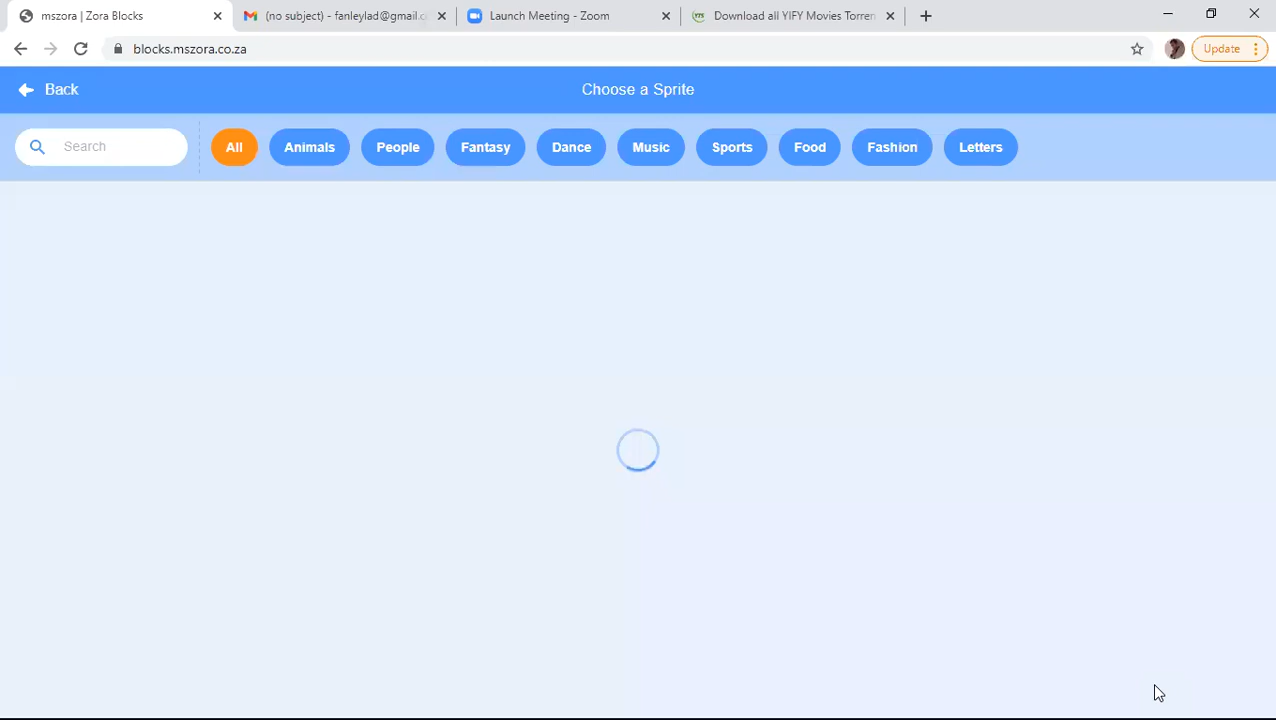 mszora | Zora Blocks
(no subject) - fanleylad@gmail.c
Launch Meeting - Zoom
YTS
Download all YIFY Movies Torren
blocks.mszora.co.za
Update
Back
Choose a Sprite
Search
All
Animals
People
Fantasy
Dance
Music
Sports
Food
Fashion
Letters